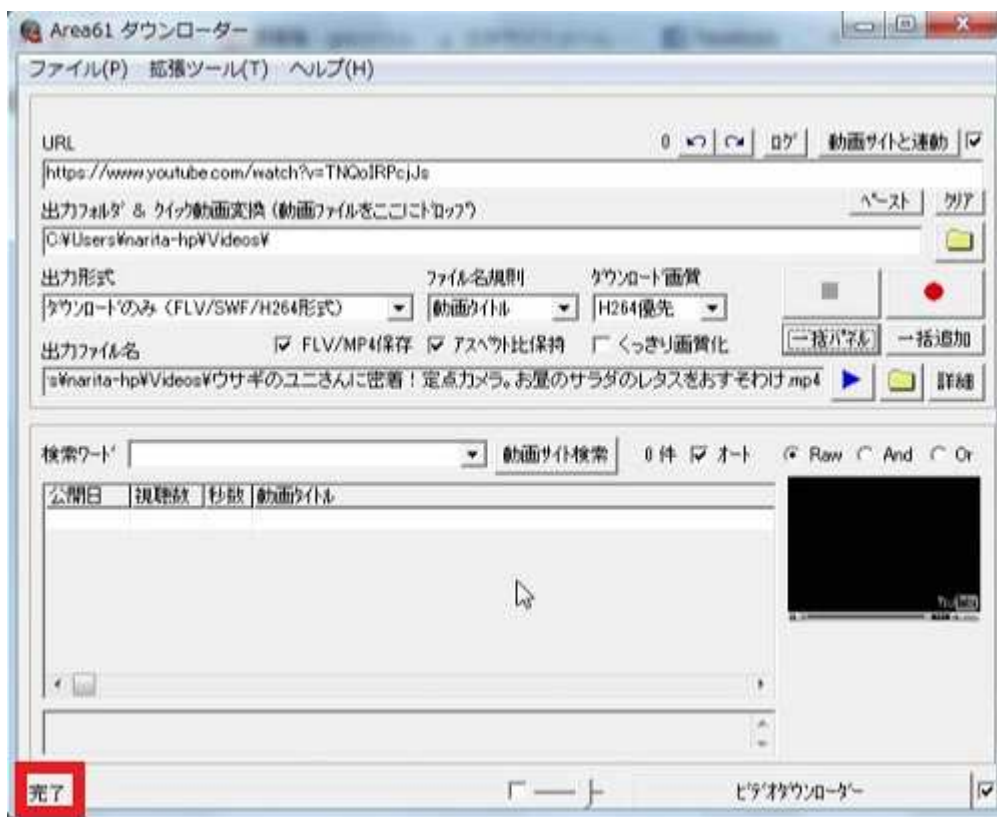 Area61 ダウンローダー
ファイル(P) 拡張ツール(T) ヘルプ(H)
URL 0 ログ 動画サイトと連動
https://www.youtube.com/watch?v=TNQoIRPcjJs
出力フォルダ & クイック動画変換 (動画ファイルをここにドロップ) ペースト クリア
C:¥Users¥narita-hp¥Videos¥
出力形式 ファイル名規則 ダウンロード画質
ダウンロードのみ (FLV/SWF/H264形式) 動画タイトル H264優先
一括パネル 一括追加
出力ファイル名 FLV/MP4保存 アスペクト比保持 くっきり画質化
s¥narita-hp¥Videos¥ウサギのユニさんに密着!定点カメラ。お昼のサラダのレタスをおすそわけ.mp4 詳細
検索ワード 動画サイト検索 0 件 オート Raw And Or
公開日 視聴数 秒数 動画タイトル
YouTube
完了 ビデオダウンローダー